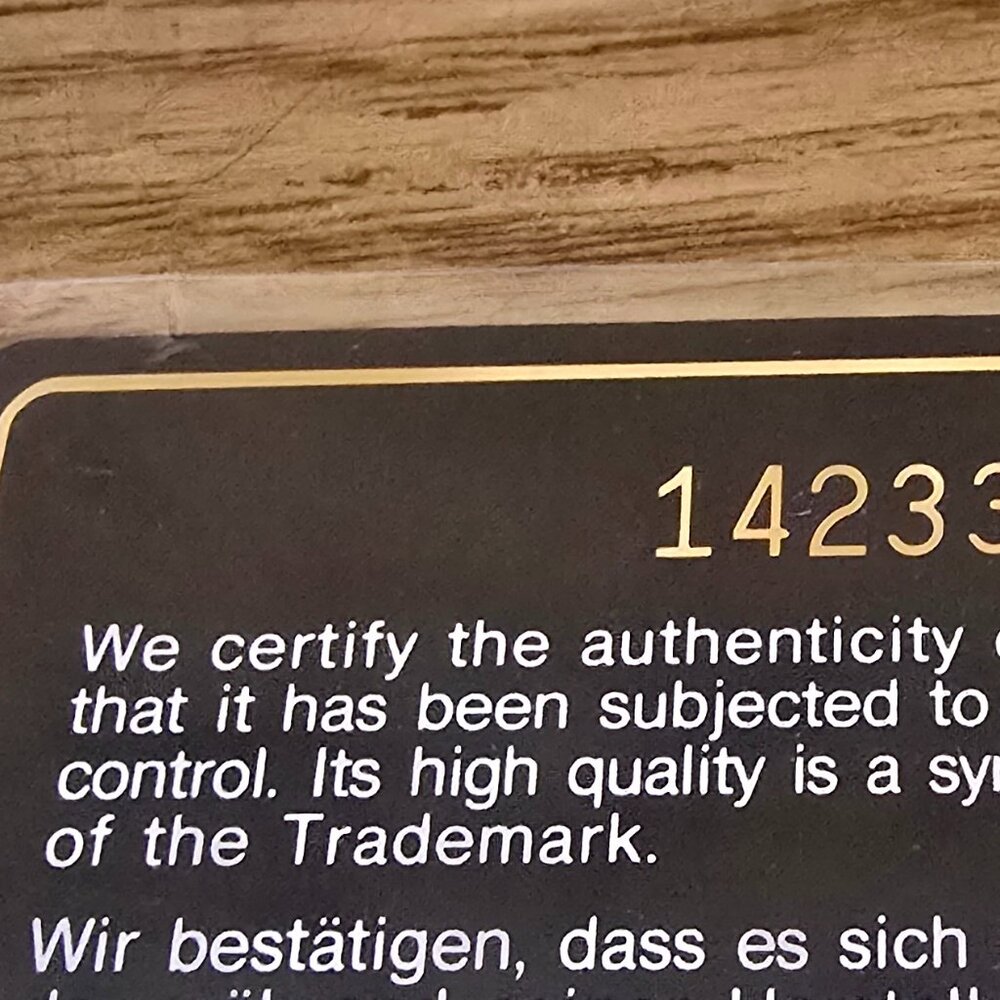 14233
We certify the authenticity
that it has been subjected to
control. Its high quality is a
of the Trademark.
Wir bestätigen, dass es sich